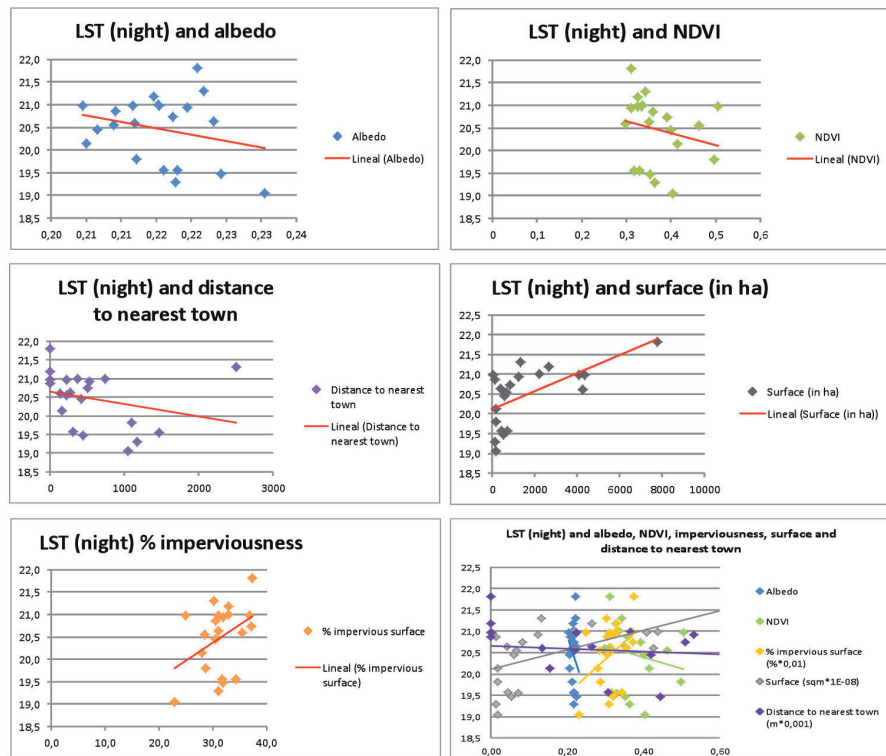 LST (night) and albedo
22,0
21,5
21,0
20,5
20,0
19,5
19,0
18,5
0,20 0,21 0,21 0,22 0,22 0,23 0,23 0,24
Albedo
Lineal (Albedo)
LST (night) and NDVI
22,0
21,5
21,0
20,5
20,0
19,5
19,0
18,5
0 0,1 0,2 0,3 0,4 0,5 0,6
NDVI
Lineal (NDVI)
LST (night) and distance
to nearest town
22,0
21,5
21,0
20,5
20,0
19,5
19,0
18,5
0 1000 2000 3000
Distance to nearest
town
Lineal (Distance to
nearest town)
LST (night) and surface (in ha)
22,5
22,0
21,5
21,0
20,5
20,0
19,5
19,0
18,5
0 2000 4000 6000 8000 10000
Surface (in ha)
Lineal (Surface (in ha))
LST (night) % imperviousness
22,0
21,5
21,0
20,5
20,0
19,5
19,0
18,5
0,0 10,0 20,0 30,0 40,0
% impervious surface
Lineal (% impervious
surface)
LST (night) and albedo, NDVI, imperviousness, surface and
distance to nearest town
22,5
22,0
21,5
21,0
20,5
20,0
19,5
19,0
18,5
0,00 0,20 0,40 0,60
Albedo
NDVI
% impervious surface
(%*0,01)
Surface (sqm*1E-08)
Distance to nearest town
(m*0,001)